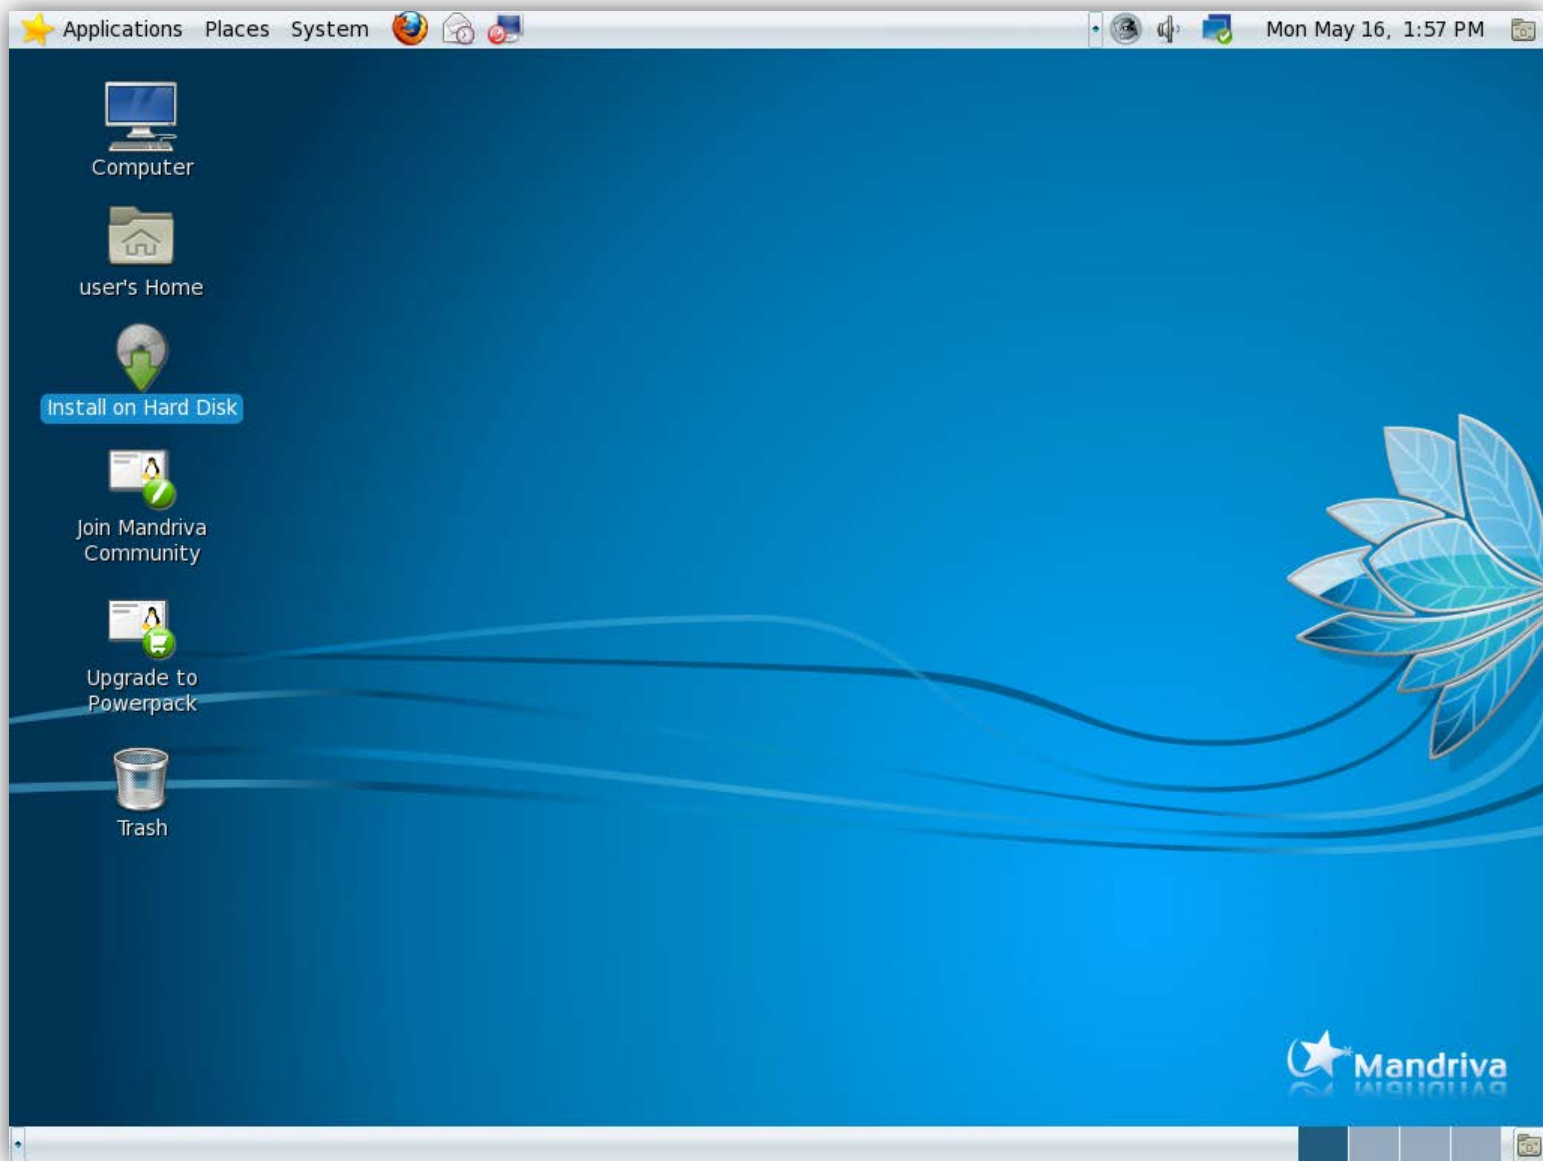 Applications Places System
Mon May 16, 1:57 PM
Computer
user's Home
Install on Hard Disk
Join Mandriva
Community
Upgrade to
Powerpack
Trash
Mandriva